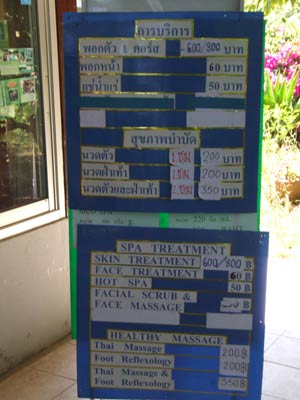 การบริการ
พอกตัว 1 คอร์ส - 600/800 บาท
พอกหน้า 60 บาท
แช่น้ำแร่ 50 บาท
สุขภาพบำบัด
นวดตัว 1 ชม 200 บาท
นวดฝ่าเท้า 1 ชม 200 บาท
นวดตัวและฝ่าเท้า 2 ชม 350 บาท
SPA
220
BAHT
SPA TREATMENT
SKIN TREATMENT 600/800 ฿
FACE TREATMENT 60 ฿
HOT SPA 50 ฿
FACIAL SCRUB &
FACE MASSAGE ฿
HEALTHY MASSAGE
Thai Massage 200 ฿
Foot Reflexology 200 ฿
Thai Massage &
Foot Reflexology 350 ฿